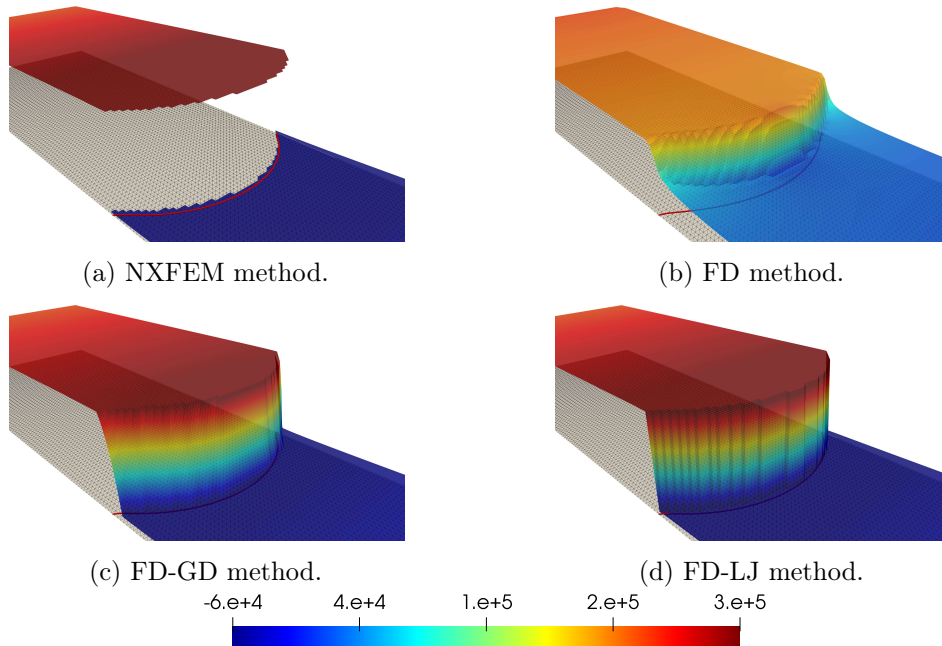 (a) NXFEM method.
(b) FD method.
(c) FD-GD method.
(d) FD-LJ method.
-6.e+4 4.e+4 1.e+5 2.e+5 3.e+5